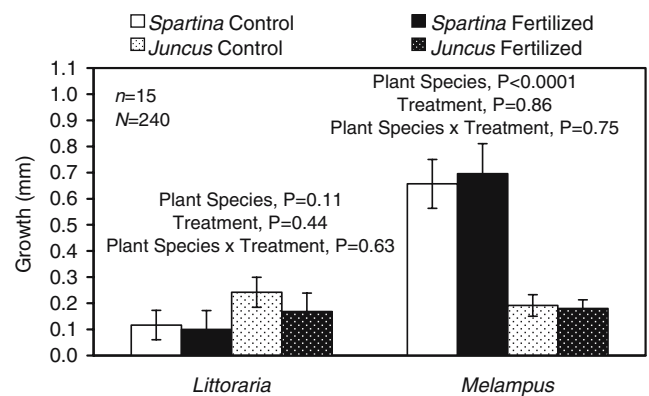 Spartina Control
Spartina Fertilized
Juncus Control
Juncus Fertilized
1.1
1.0
0.9
0.8
0.7
0.6
0.5
0.4
0.3
0.2
0.1
0.0
Growth (mm)
n=15
N=240
Plant Species, P=0.11
Treatment, P=0.44
Plant Species x Treatment, P=0.63
Plant Species, P<0.0001
Treatment, P=0.86
Plant Species x Treatment, P=0.75
Littoraria
Melampus